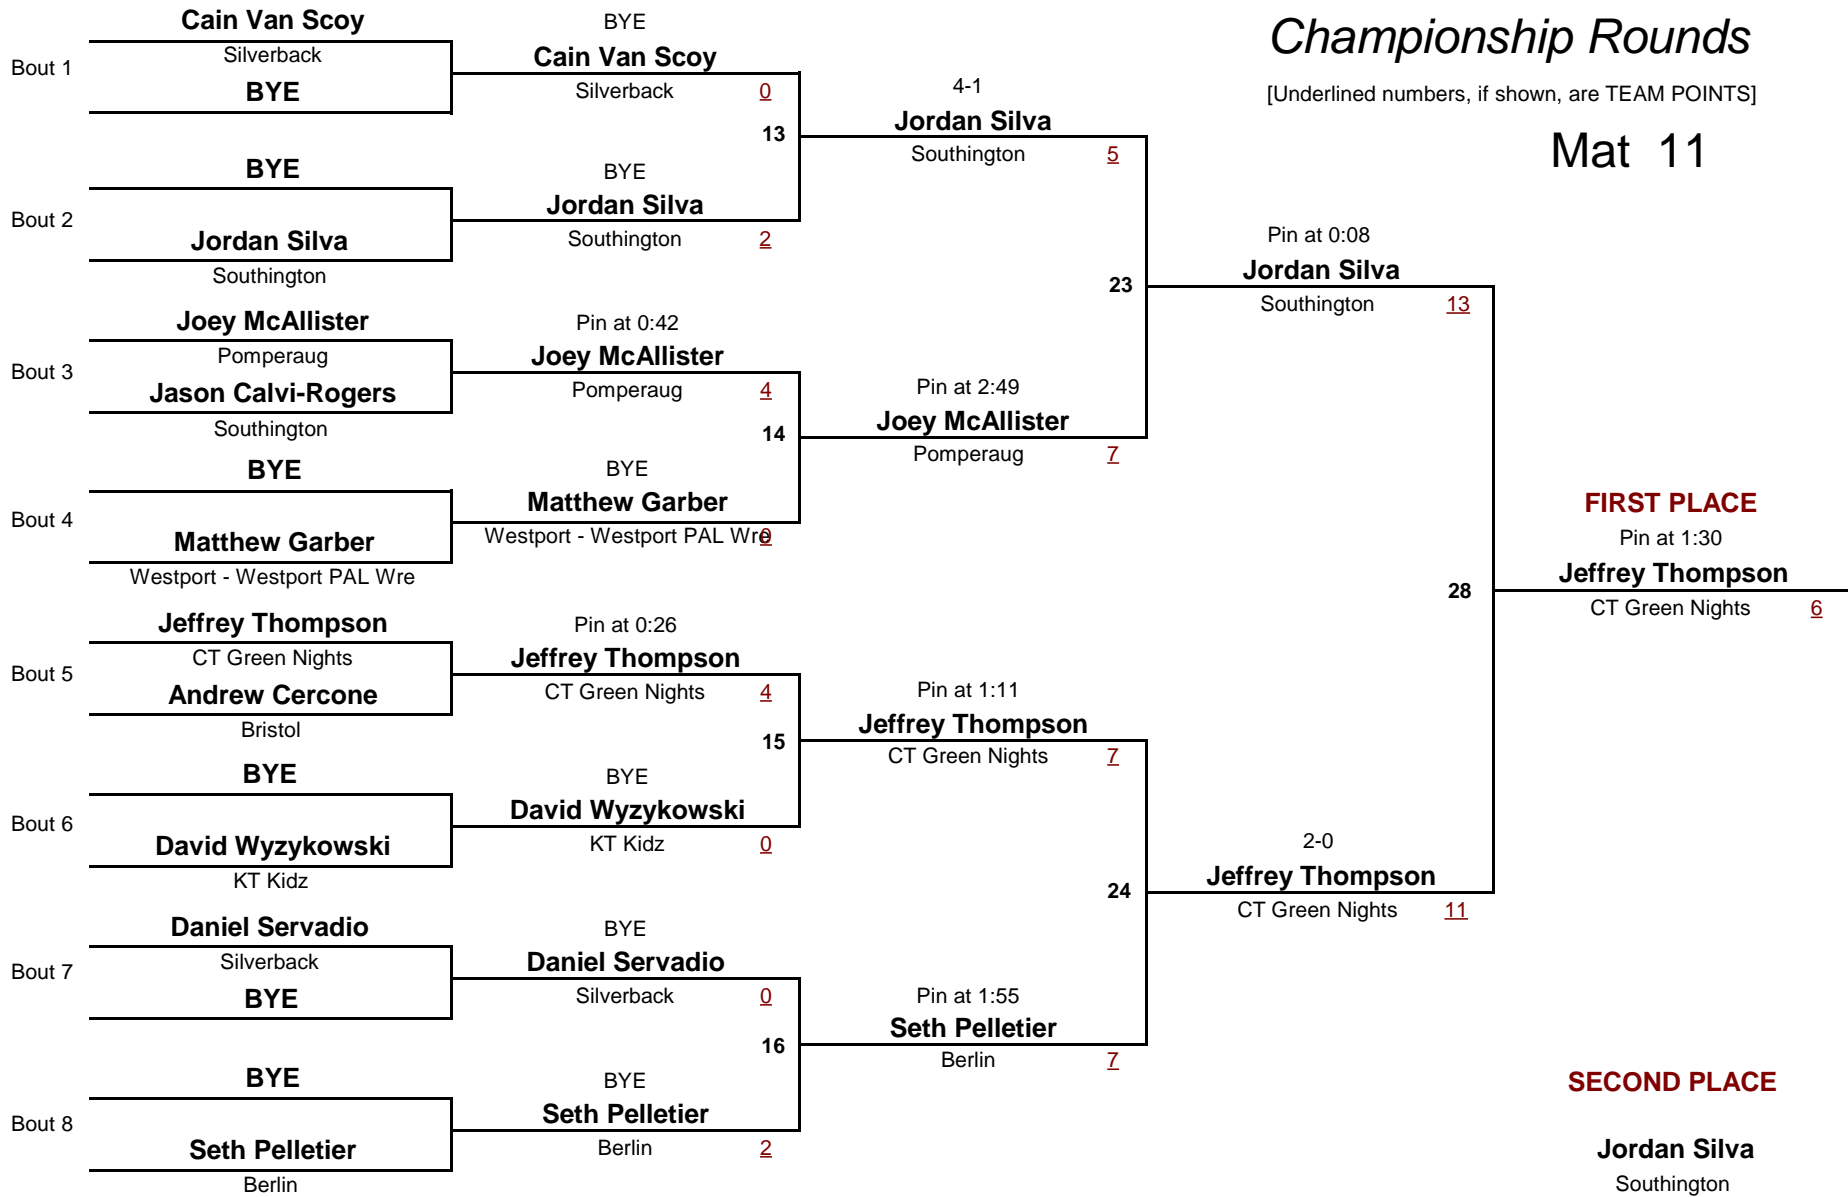 Championship Rounds
[Underlined numbers, if shown, are TEAM POINTS]
Mat 11
Bout 1
Cain Van Scoy
Silverback
BYE
Bout 2
BYE
Jordan Silva
Southington
Bout 3
Joey McAllister
Pomperaug
Jason Calvi-Rogers
Southington
Bout 4
BYE
Matthew Garber
Westport - Westport PAL Wre
Bout 5
Jeffrey Thompson
CT Green Nights
Andrew Cercone
Bristol
Bout 6
BYE
David Wyzykowski
KT Kidz
Bout 7
Daniel Servadio
Silverback
BYE
Bout 8
BYE
Seth Pelletier
Berlin
BYE
Cain Van Scoy
Silverback 0
13
BYE
Jordan Silva
Southington 2
Pin at 0:42
Joey McAllister
Pomperaug 4
14
BYE
Matthew Garber
Westport - Westport PAL Wre 0
Pin at 0:26
Jeffrey Thompson
CT Green Nights 4
15
BYE
David Wyzykowski
KT Kidz 0
BYE
Daniel Servadio
Silverback 0
16
BYE
Seth Pelletier
Berlin 2
4-1
Jordan Silva
Southington 5
23
Pin at 2:49
Joey McAllister
Pomperaug 7
Pin at 1:11
Jeffrey Thompson
CT Green Nights 7
24
Pin at 1:55
Seth Pelletier
Berlin 7
Pin at 0:08
Jordan Silva
Southington 13
28
2-0
Jeffrey Thompson
CT Green Nights 11
FIRST PLACE
Pin at 1:30
Jeffrey Thompson
CT Green Nights 6
SECOND PLACE
Jordan Silva
Southington